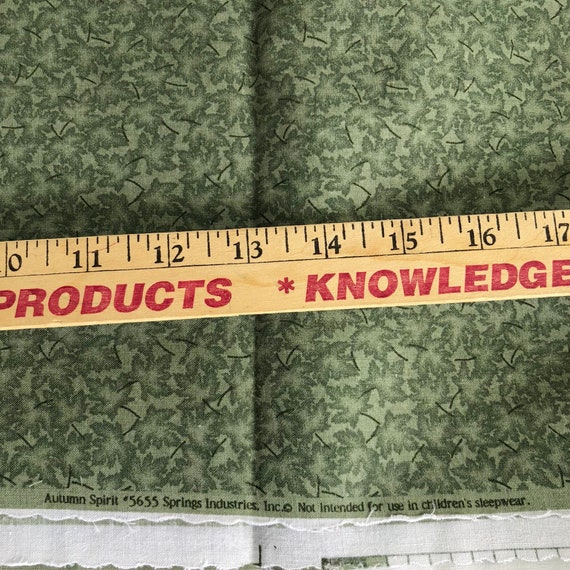 0 11 12 13 14 15 16 17
PRODUCTS * KNOWLEDGE
Autumn Spirit #5655 Springs Industries, Inc.© Not intended for use in children's sleepwear.